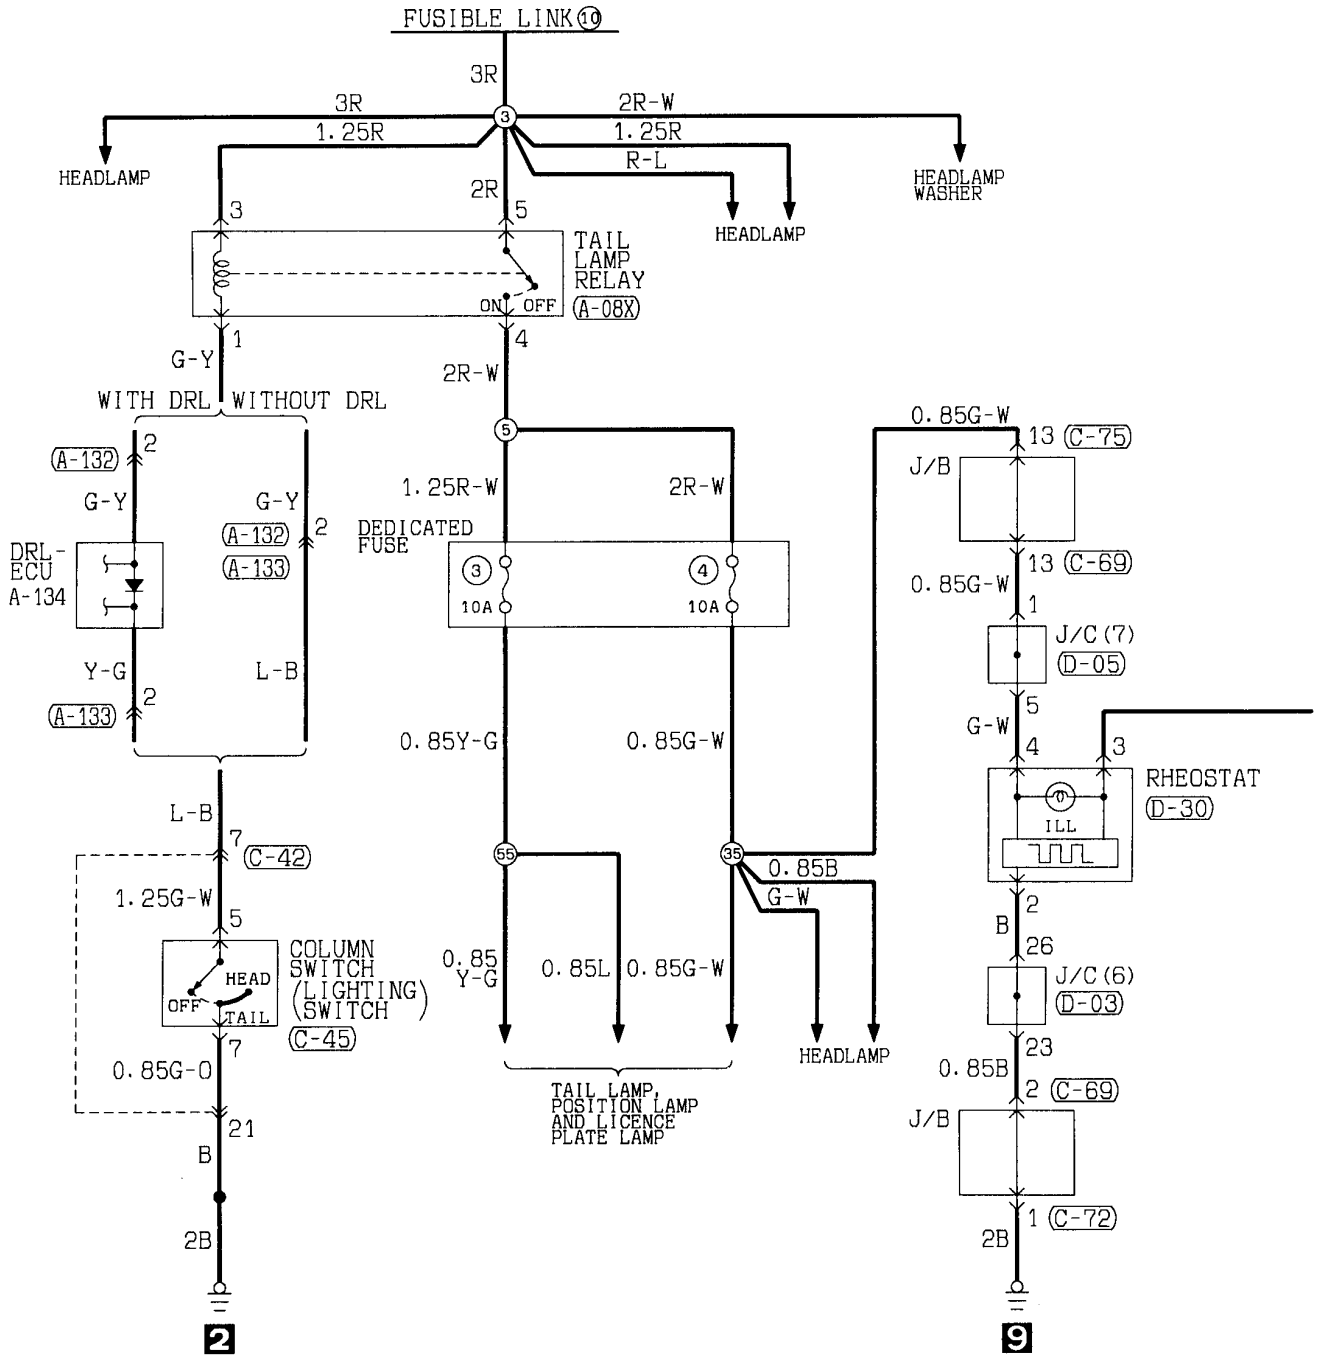 FUSIBLE LINK 10
3R
3R
2R-W
3
1.25R
1.25R
R-L
HEADLAMP
HEADLAMP
WASHER
2R
3
5
HEADLAMP
TAIL
LAMP
RELAY
(A-08X)
ON OFF
1
4
G-Y
2R-W
WITH DRL WITHOUT DRL
0.85G-W
5
13 (C-75)
2
(A-132)
J/B
1.25R-W
2R-W
G-Y
G-Y
2
(A-132)
(A-133)
DEDICATED
FUSE
DRL-
ECU
A-134
3
4
10A
10A
13 (C-69)
0.85G-W
1
J/C(7)
(D-05)
Y-G
L-B
2
(A-133)
5
G-W
0.85Y-G
0.85G-W
4
3
RHEOSTAT
(D-30)
ILL
L-B
7
(C-42)
55
35
0.85B
G-W
1.25G-W
5
2
B
26
COLUMN
SWITCH
(LIGHTING
SWITCH)
(C-45)
HEAD
OFF
TAIL
0.85
Y-G
0.85L
0.85G-W
J/C(6)
(D-03)
7
HEADLAMP
23
0.85G-O
0.85B
2 (C-69)
TAIL LAMP,
POSITION LAMP
AND LICENCE
PLATE LAMP
J/B
21
B
2B
1 (C-72)
2B
2
9